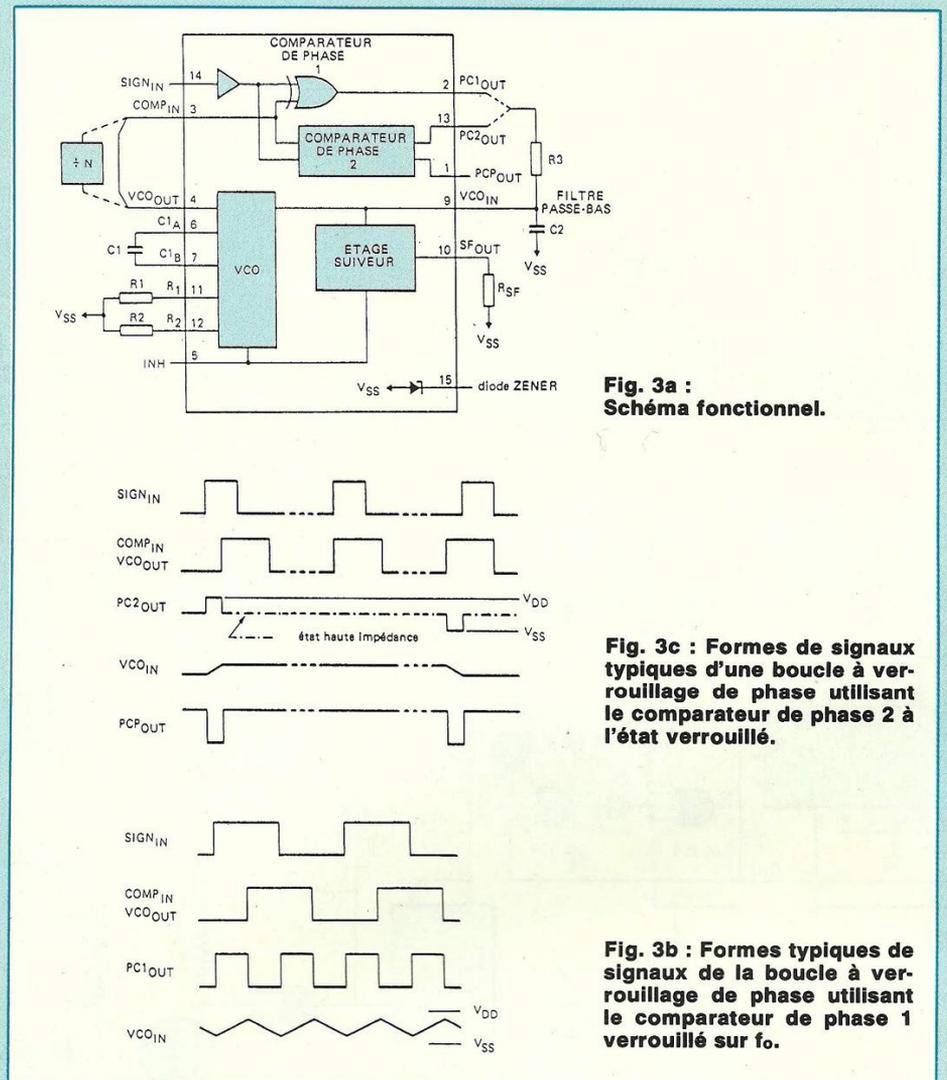 COMPARATEUR
DE PHASE
1
SIGNIN 14
2 PC1OUT
COMPIN 3
13
PC2OUT
COMPARATEUR
DE PHASE
2
÷ N
R3
1 PCPOUT
VCOOUT 4
9 VCOIN
FILTRE
PASSE-BAS
C1A 6
C2
C1
C1B 7
VCO
ETAGE
SUIVEUR
10 SFOUT
VSS
R1 R1 11
RSF
VSS
R2 R2 12
VSS
INH 5
VSS 15 diode ZENER
Fig. 3a :
Schéma fonctionnel.
SIGNIN
COMPIN
VCOOUT
PC2OUT
VDD
état haute impédance
VSS
VCOIN
PCPOUT
Fig. 3c : Formes de signaux
typiques d'une boucle à ver-
rouillage de phase utilisant
le comparateur de phase 2 à
l'état verrouillé.
SIGNIN
COMPIN
VCOOUT
PC1OUT
VDD
VCOIN
VSS
Fig. 3b : Formes typiques de
signaux de la boucle à ver-
rouillage de phase utilisant
le comparateur de phase 1
verrouillé sur fo.